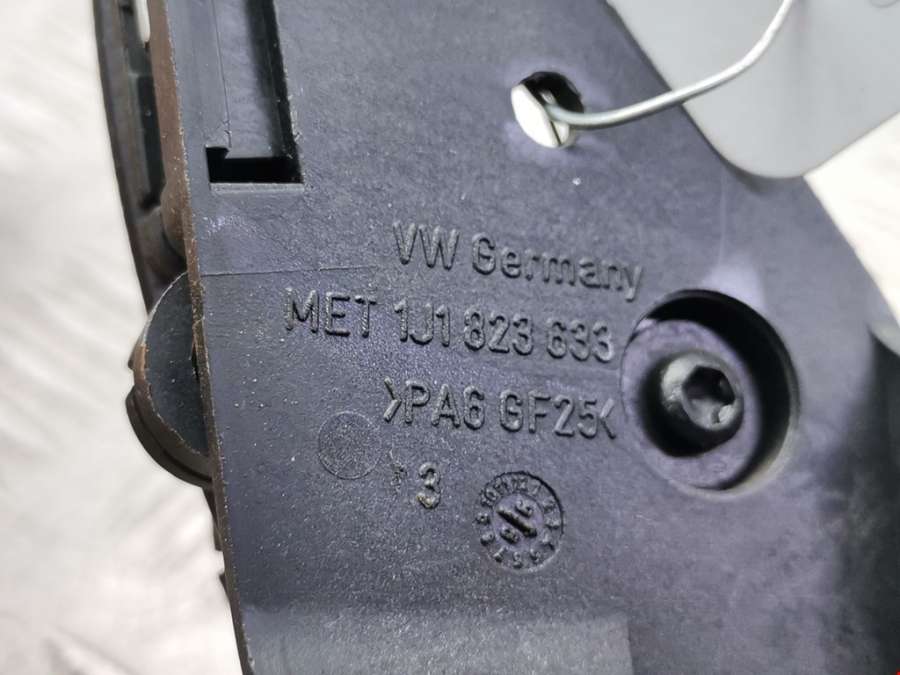 VW Germany
MET 1J1 823 633
>PA6 GF25<
3